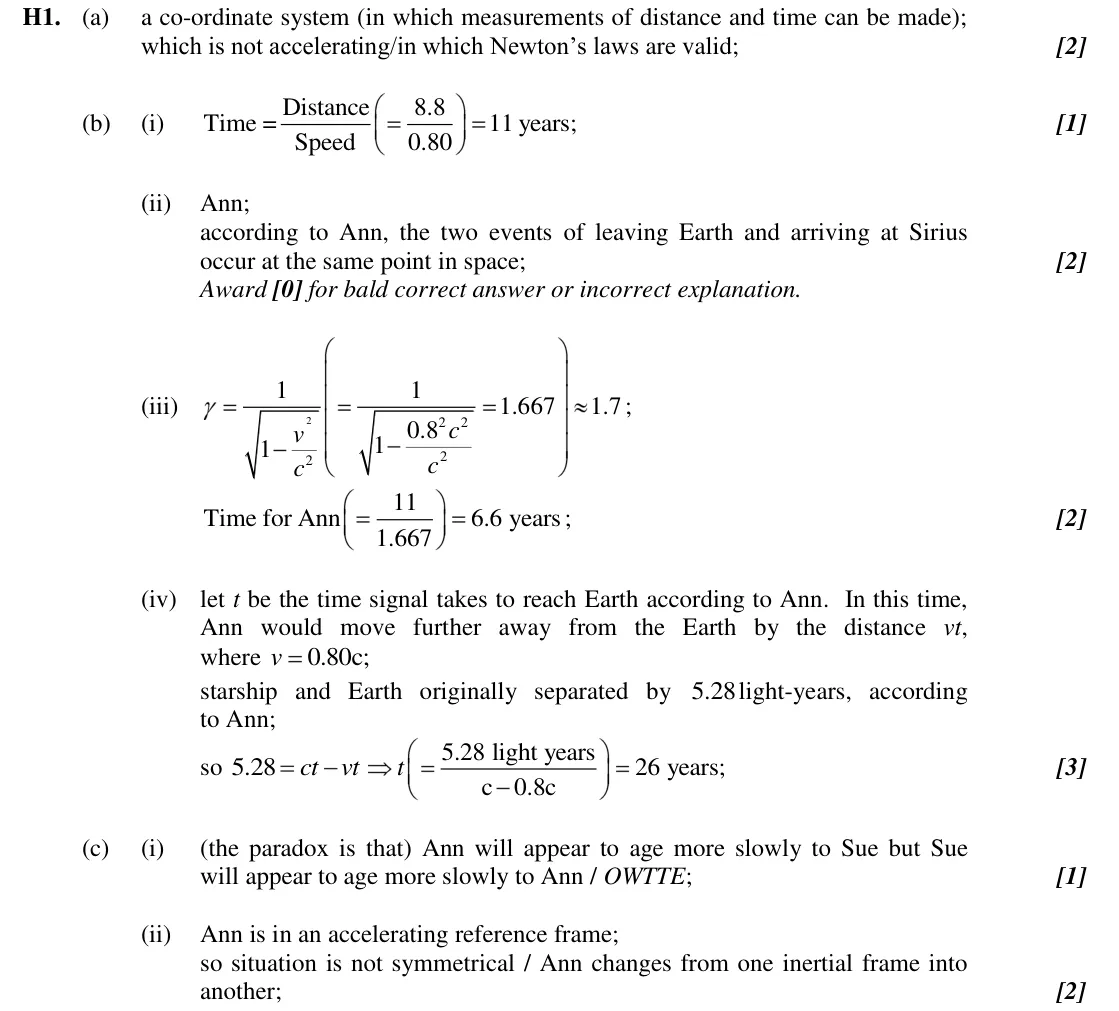 H1. (a) a co-ordinate system (in which measurements of distance and time can be made);
which is not accelerating/in which Newton's laws are valid; [2]
(b) (i) Time = Distance/Speed (= 8.8/0.80) = 11 years; [1]
(ii) Ann;
according to Ann, the two events of leaving Earth and arriving at Sirius
occur at the same point in space; [2]
Award [0] for bald correct answer or incorrect explanation.
(iii) γ = 1/√(1 − v²/c²) (= 1/√(1 − 0.8²c²/c²) = 1.667) ≈ 1.7;
Time for Ann (= 11/1.667) = 6.6 years; [2]
(iv) let t be the time signal takes to reach Earth according to Ann. In this time,
Ann would move further away from the Earth by the distance vt,
where v = 0.80c;
starship and Earth originally separated by 5.28 light-years, according
to Ann;
so 5.28 = ct − vt ⇒ t (= 5.28 light years/c − 0.8c) = 26 years; [3]
(c) (i) (the paradox is that) Ann will appear to age more slowly to Sue but Sue
will appear to age more slowly to Ann / OWTTE; [1]
(ii) Ann is in an accelerating reference frame;
so situation is not symmetrical / Ann changes from one inertial frame into
another; [2]